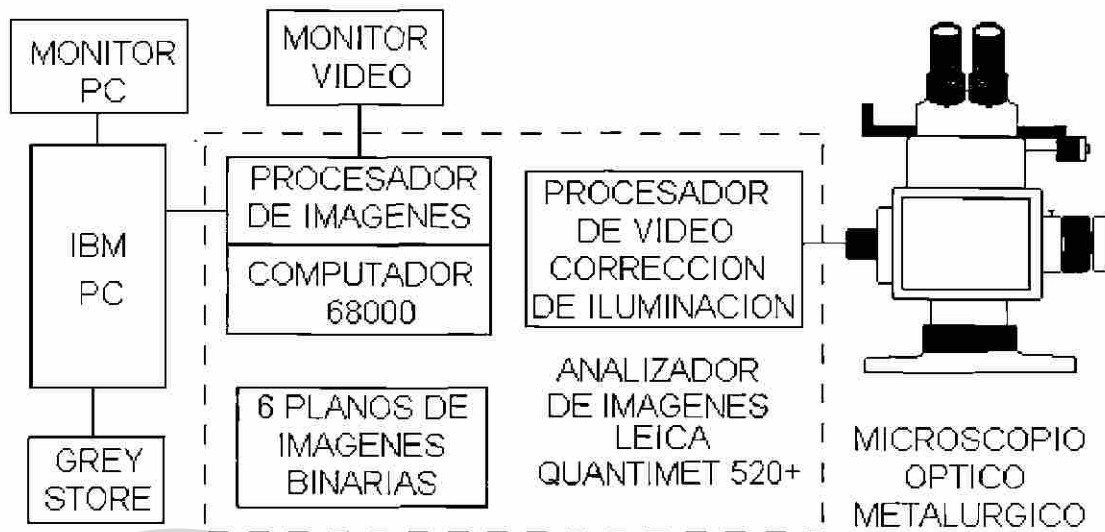 MONITOR
PC
MONITOR
VIDEO
IBM
PC
GREY
STORE
PROCESADOR
DE IMAGENES
COMPUTADOR
68000
6 PLANOS DE
IMAGENES
BINARIAS
PROCESADOR
DE VIDEO
CORRECCION
DE ILUMINACION
ANALIZADOR
DE IMAGENES
LEICA
QUANTIMET 520+
MICROSCOPIO
OPTICO
METALURGICO